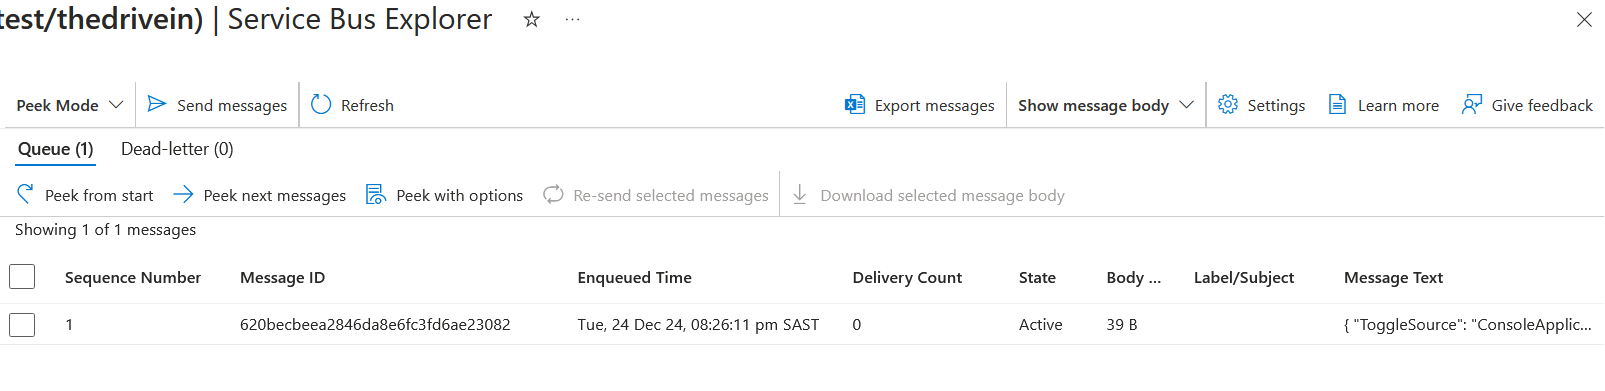 test/thedrivein) | Service Bus Explorer
Peek Mode Send messages Refresh Export messages Show message body Settings Learn more Give feedback
Queue (1) Dead-letter (0)
Peek from start Peek next messages Peek with options Re-send selected messages Download selected message body
Showing 1 of 1 messages
Sequence Number Message ID Enqueued Time Delivery Count State Body ... Label/Subject Message Text
1 620becbeea2846da8e6fc3fd6ae23082 Tue, 24 Dec 24, 08:26:11 pm SAST 0 Active 39 B { "ToggleSource": "ConsoleApplic...